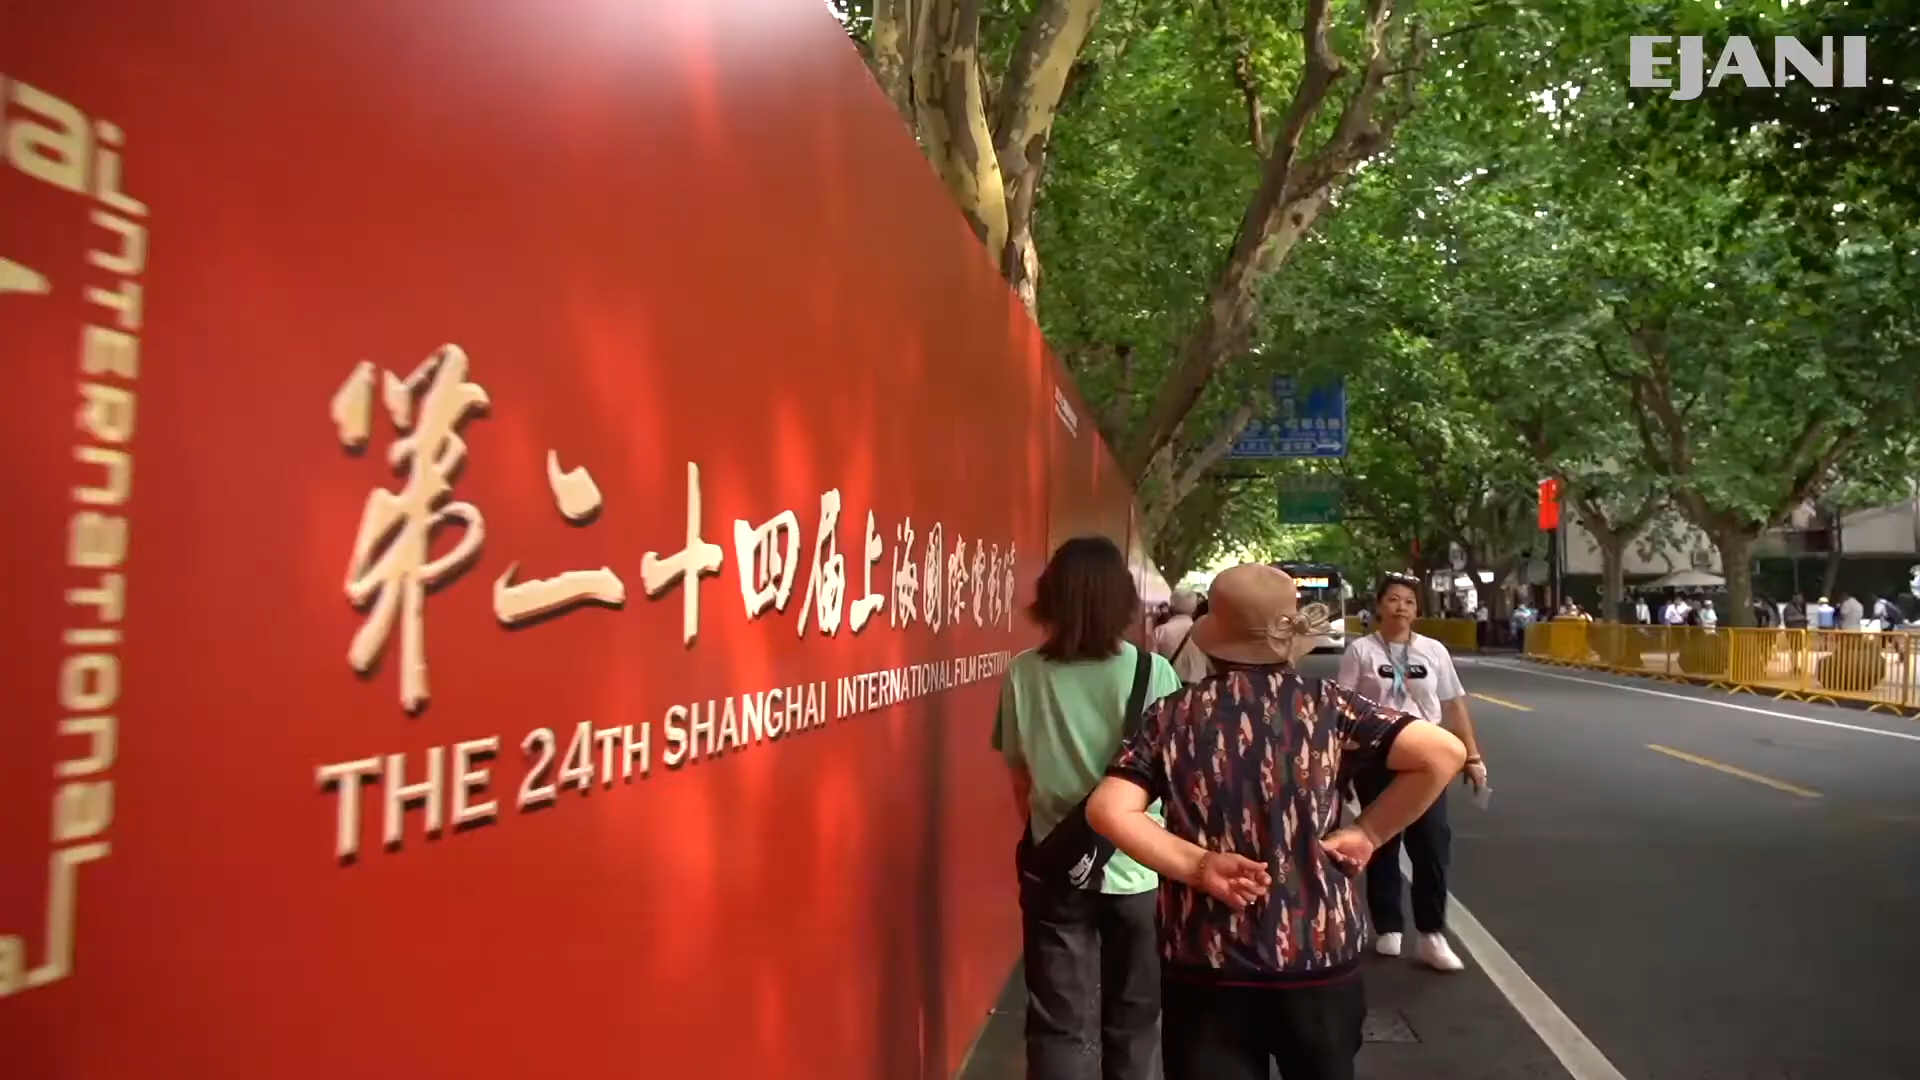 EJANI
ai
INTERNATIONAL
第二十四届上海國際電影節
THE 24TH SHANGHAI INTERNATIONAL FILM FESTIVAL